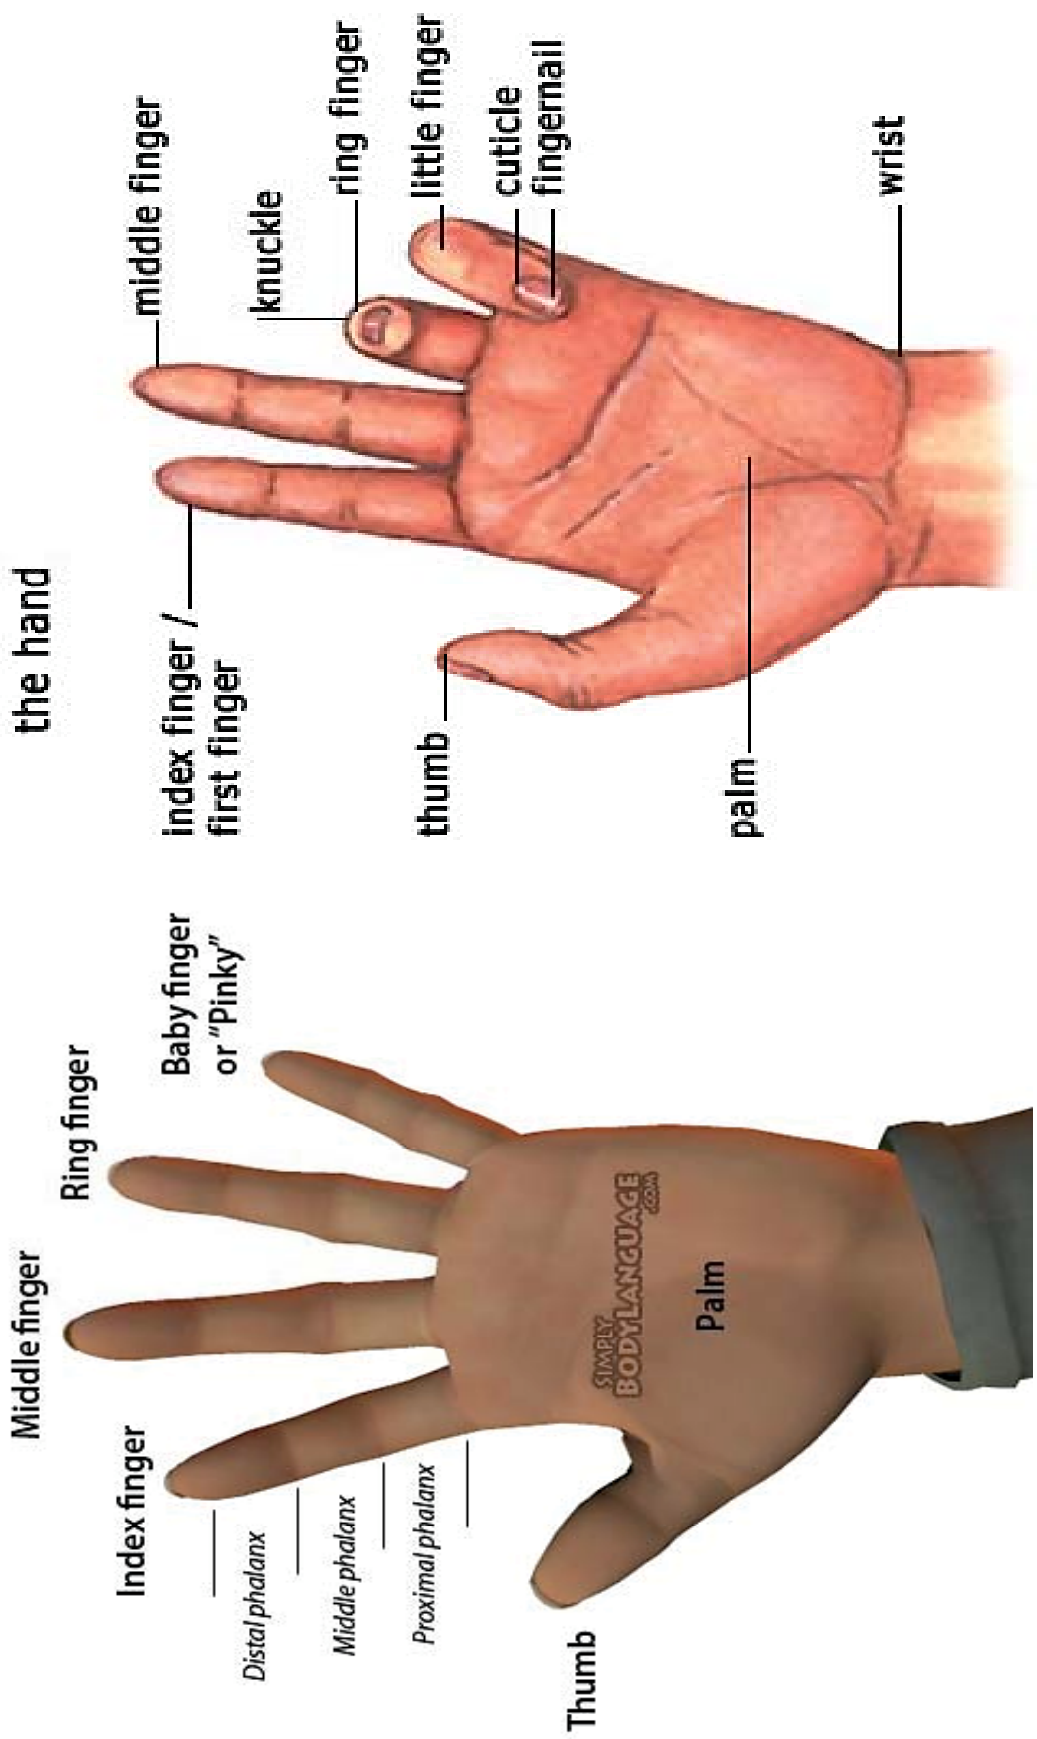 Middle finger
Ring finger
Index finger
Baby finger
or "Pinky"
Distal phalanx
Middle phalanx
Proximal phalanx
Thumb
SIMPLY
BODYLANGUAGE
.COM
Palm
the hand
middle finger
index finger /
first finger
knuckle
ring finger
little finger
cuticle
fingernail
thumb
palm
wrist